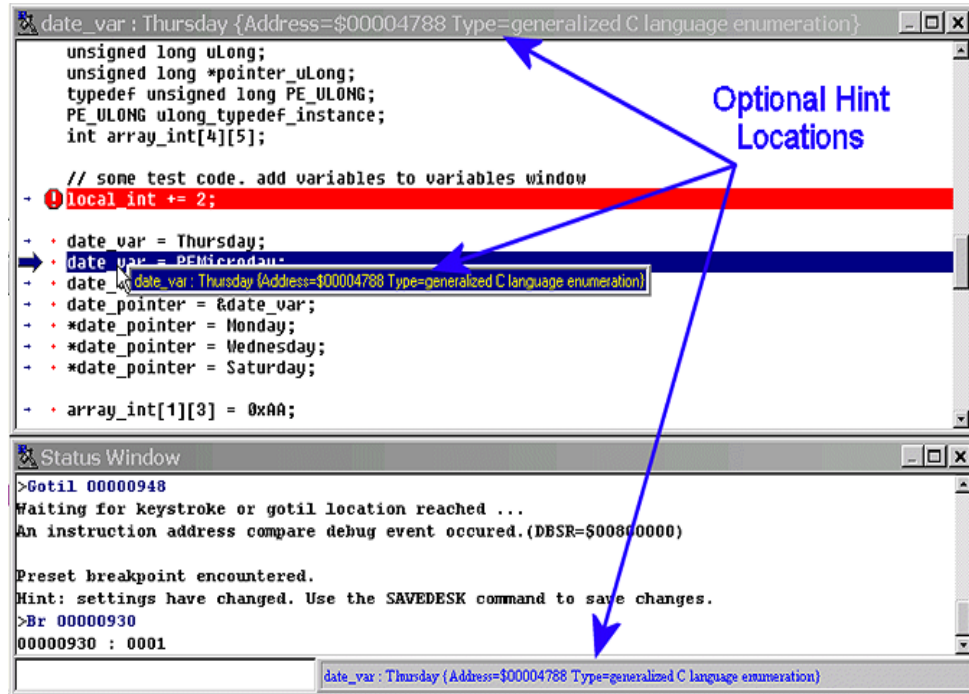 date_var : Thursday {Address=$00004788 Type=generalized C language enumeration}
unsigned long uLong;
unsigned long *pointer_uLong;
typedef unsigned long PE_ULONG;
PE_ULONG ulong_typedef_instance;
int array_int[4][5];
Optional Hint
Locations
// some test code. add variables to variables window
local_int += 2;
date_var = Thursday;
date_var = PEMicroday;
date_
date_var : Thursday {Address=$00004788 Type=generalized C language enumeration}
date_pointer = &date_var;
*date_pointer = Monday;
*date_pointer = Wednesday;
*date_pointer = Saturday;
array_int[1][3] = 0xAA;
Status Window
>Gotil 00000948
Waiting for keystroke or gotil location reached ...
An instruction address compare debug event occured.(DBSR=$00800000)
Preset breakpoint encountered.
Hint: settings have changed. Use the SAVEDESK command to save changes.
>Br 00000930
00000930 : 0001
date_var : Thursday {Address=$00004788 Type=generalized C language enumeration}